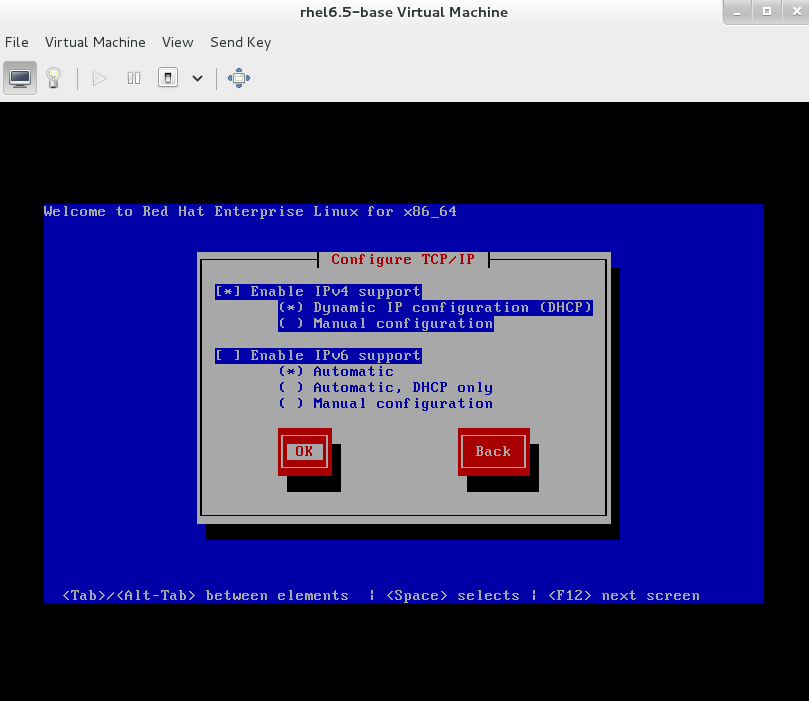 rhel6.5-base Virtual Machine
File Virtual Machine View Send Key
Welcome to Red Hat Enterprise Linux for x86_64
Configure TCP/IP
[*] Enable IPv4 support
(*) Dynamic IP configuration (DHCP)
( ) Manual configuration
[ ] Enable IPv6 support
(*) Automatic
( ) Automatic, DHCP only
( ) Manual configuration
OK Back
<Tab>/<Alt-Tab> between elements | <Space> selects | <F12> next screen